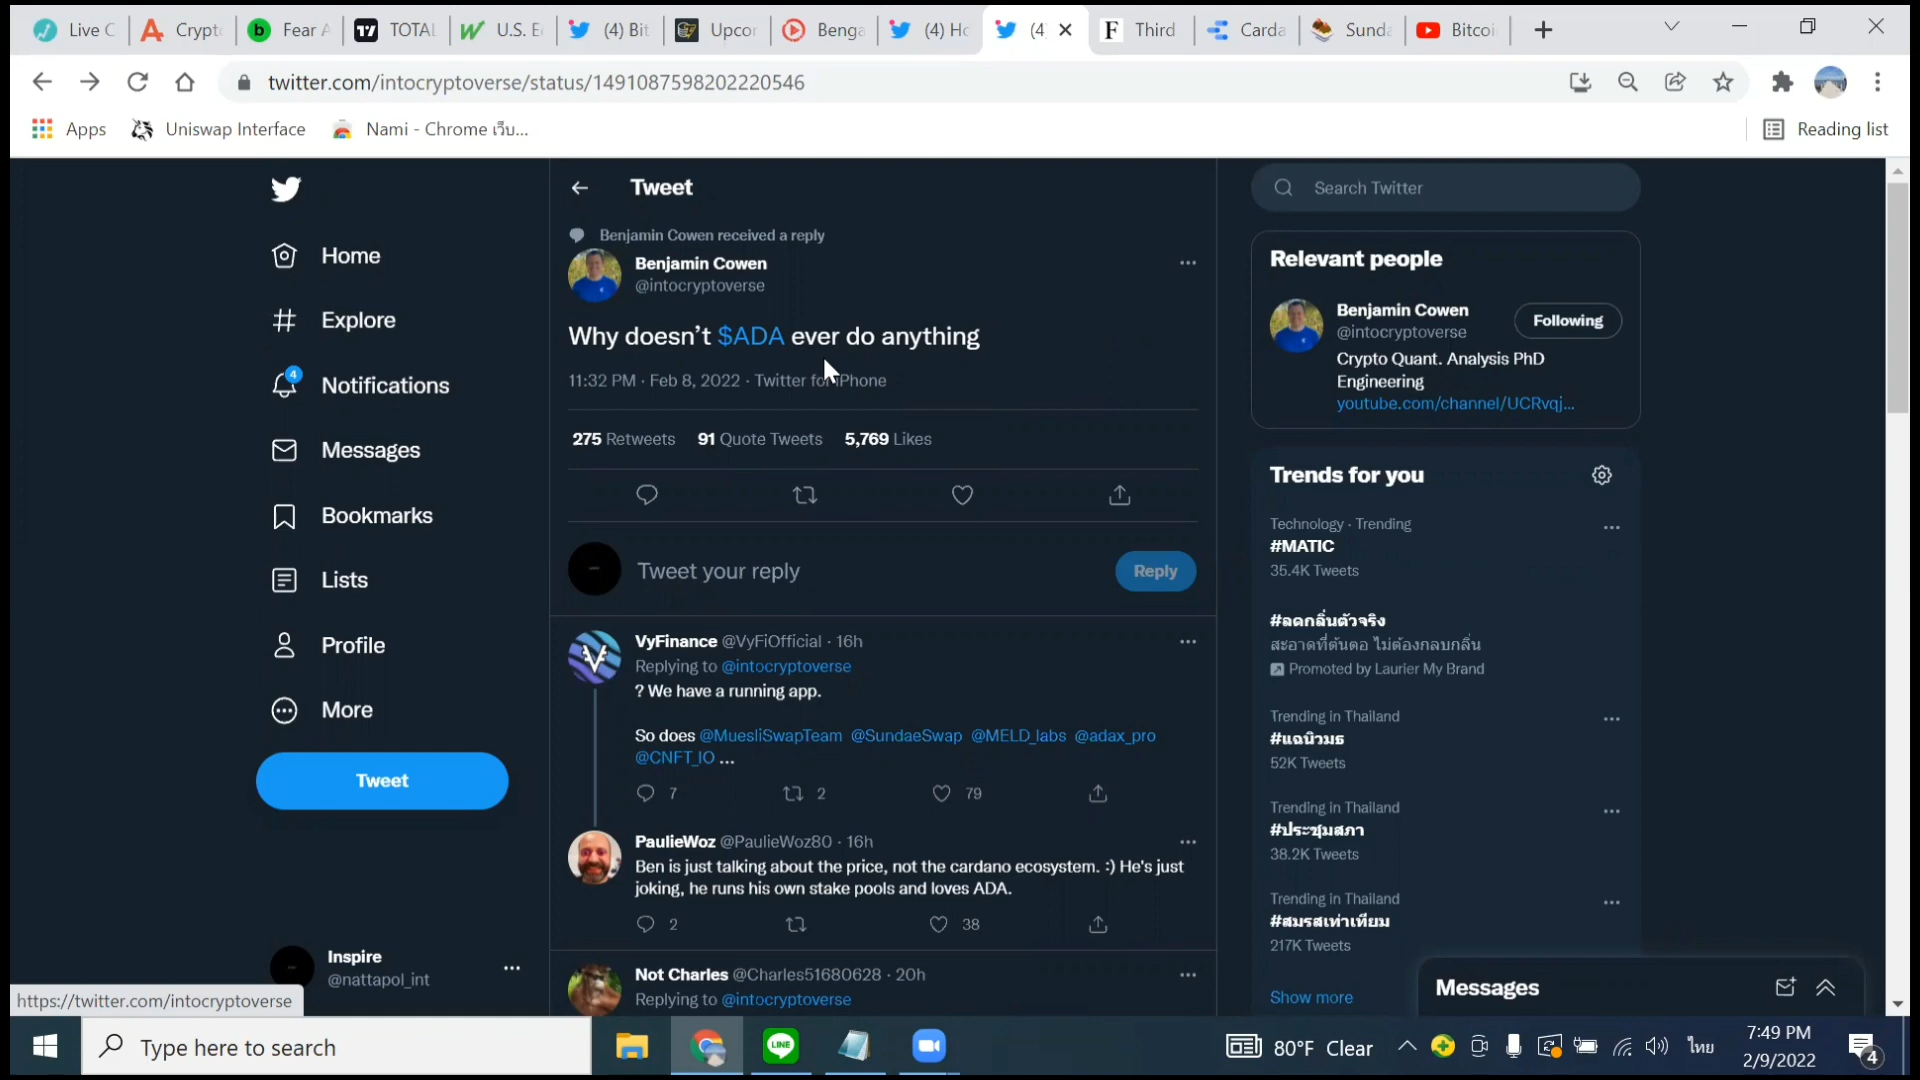 Live C
Crypt
Fear A
TOTAL
U.S. E
(4) Bit
Upcor
Benga
(4) Ho
(4
Third
Carda
Sunda
Bitcoi
twitter.com/intocryptoverse/status/1491087598202220546
Apps
Uniswap Interface
Nami - Chrome เว็บ...
Reading list
Tweet
Search Twitter
Benjamin Cowen received a reply
Benjamin Cowen
@intocryptoverse
Why doesn't $ADA ever do anything
11:32 PM · Feb 8, 2022 · Twitter for iPhone
275 Retweets 91 Quote Tweets 5,769 Likes
Tweet your reply
Reply
VyFinance @VyFiOfficial · 16h
Replying to @intocryptoverse
? We have a running app.
So does @MuesliSwapTeam @SundaeSwap @MELD_labs @adax_pro
@CNFT_IO ...
7 2 79
PaulieWoz @PaulieWoz80 · 16h
Ben is just talking about the price, not the cardano ecosystem. :) He's just
joking, he runs his own stake pools and loves ADA.
2 38
Not Charles @Charles51680628 · 20h
Replying to @intocryptoverse
Home
Explore
4
Notifications
Messages
Bookmarks
Lists
Profile
More
Tweet
Inspire
@nattapol_int
https://twitter.com/intocryptoverse
Relevant people
Benjamin Cowen
@intocryptoverse
Following
Crypto Quant. Analysis PhD
Engineering
youtube.com/channel/UCRvqj...
Trends for you
Technology · Trending
#MATIC
35.4K Tweets
#ลดกลิ่นตัวจริง
สะอาดที่ต้นตอ ไม่ต้องกลบกลิ่น
Promoted by Laurier My Brand
Trending in Thailand
#แฉนิวมธ
52K Tweets
Trending in Thailand
#ประชุมสภา
38.2K Tweets
Trending in Thailand
#สมรสเท่าเทียม
217K Tweets
Show more
Messages
Type here to search
LINE
80°F Clear
ไทย
7:49 PM
2/9/2022
4